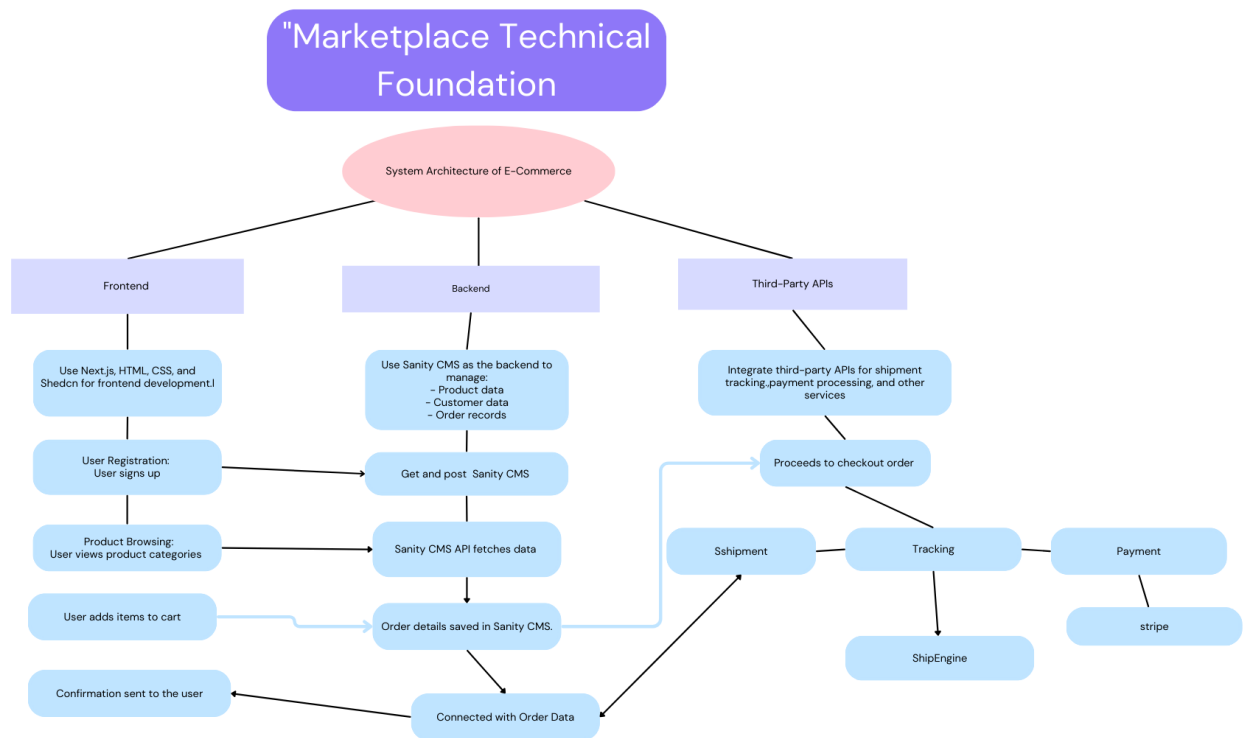 "Marketplace Technical
Foundation
System Architecture of E-Commerce
Frontend
Backend
Third-Party APIs
Use Next.js, HTML, CSS, and
Shedcn for frontend development.l
Use Sanity CMS as the backend to
manage:
- Product data
- Customer data
- Order records
Integrate third-party APIs for shipment
tracking.,payment processing, and other
services
User Registration:
User signs up
Get and post Sanity CMS
Proceeds to checkout order
Product Browsing:
User views product categories
Sanity CMS API fetches data
Sshipment
Tracking
Payment
User adds items to cart
Order details saved in Sanity CMS.
stripe
ShipEngine
Confirmation sent to the user
Connected with Order Data